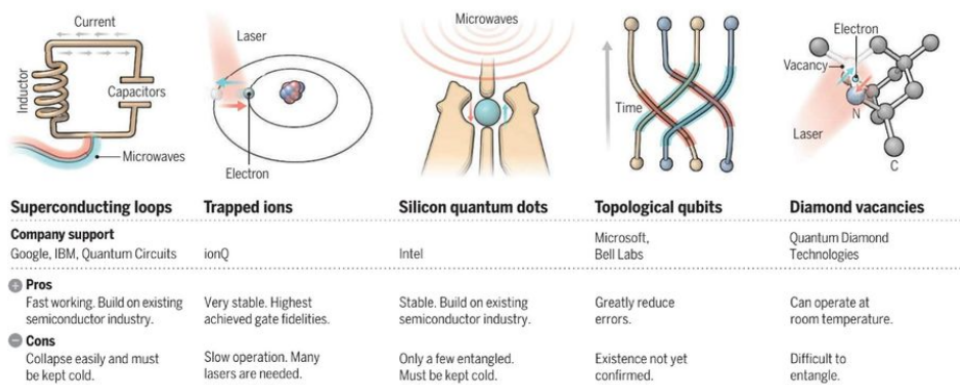 Current
Inductor
Capacitors
Microwaves
Laser
Electron
Microwaves
Time
Electron
Vacancy
N
Laser
C
Superconducting loops
Trapped ions
Silicon quantum dots
Topological qubits
Diamond vacancies
Company support
Google, IBM, Quantum Circuits
ionQ
Intel
Microsoft,
Bell Labs
Quantum Diamond
Technologies
+ Pros
Fast working. Build on existing
semiconductor industry.
Very stable. Highest
achieved gate fidelities.
Stable. Build on existing
semiconductor industry.
Greatly reduce
errors.
Can operate at
room temperature.
− Cons
Collapse easily and must
be kept cold.
Slow operation. Many
lasers are needed.
Only a few entangled.
Must be kept cold.
Existence not yet
confirmed.
Difficult to
entangle.